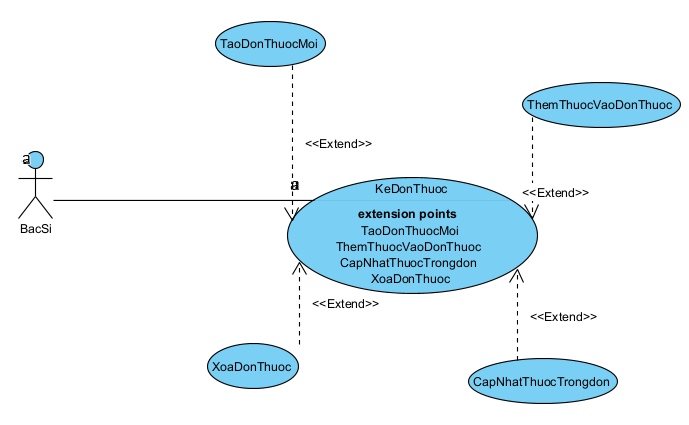 TaoDonThuocMoi
ThemThuocVaoDonThuoc
<<Extend>>
a
a
<<Extend>>
KeDonThuoc
extension points
TaoDonThuocMoi
ThemThuocVaoDonThuoc
CapNhatThuocTrongdon
XoaDonThuoc
BacSi
<<Extend>>
<<Extend>>
XoaDonThuoc
CapNhatThuocTrongdon